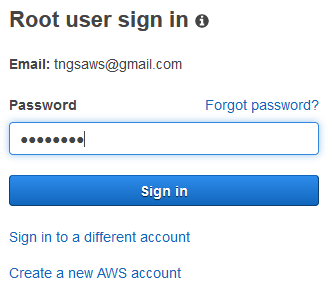 Root user sign in
Email: tngsaws@gmail.com
Password Forgot password?
●●●●●●●●
Sign in
Sign in to a different account
Create a new AWS account